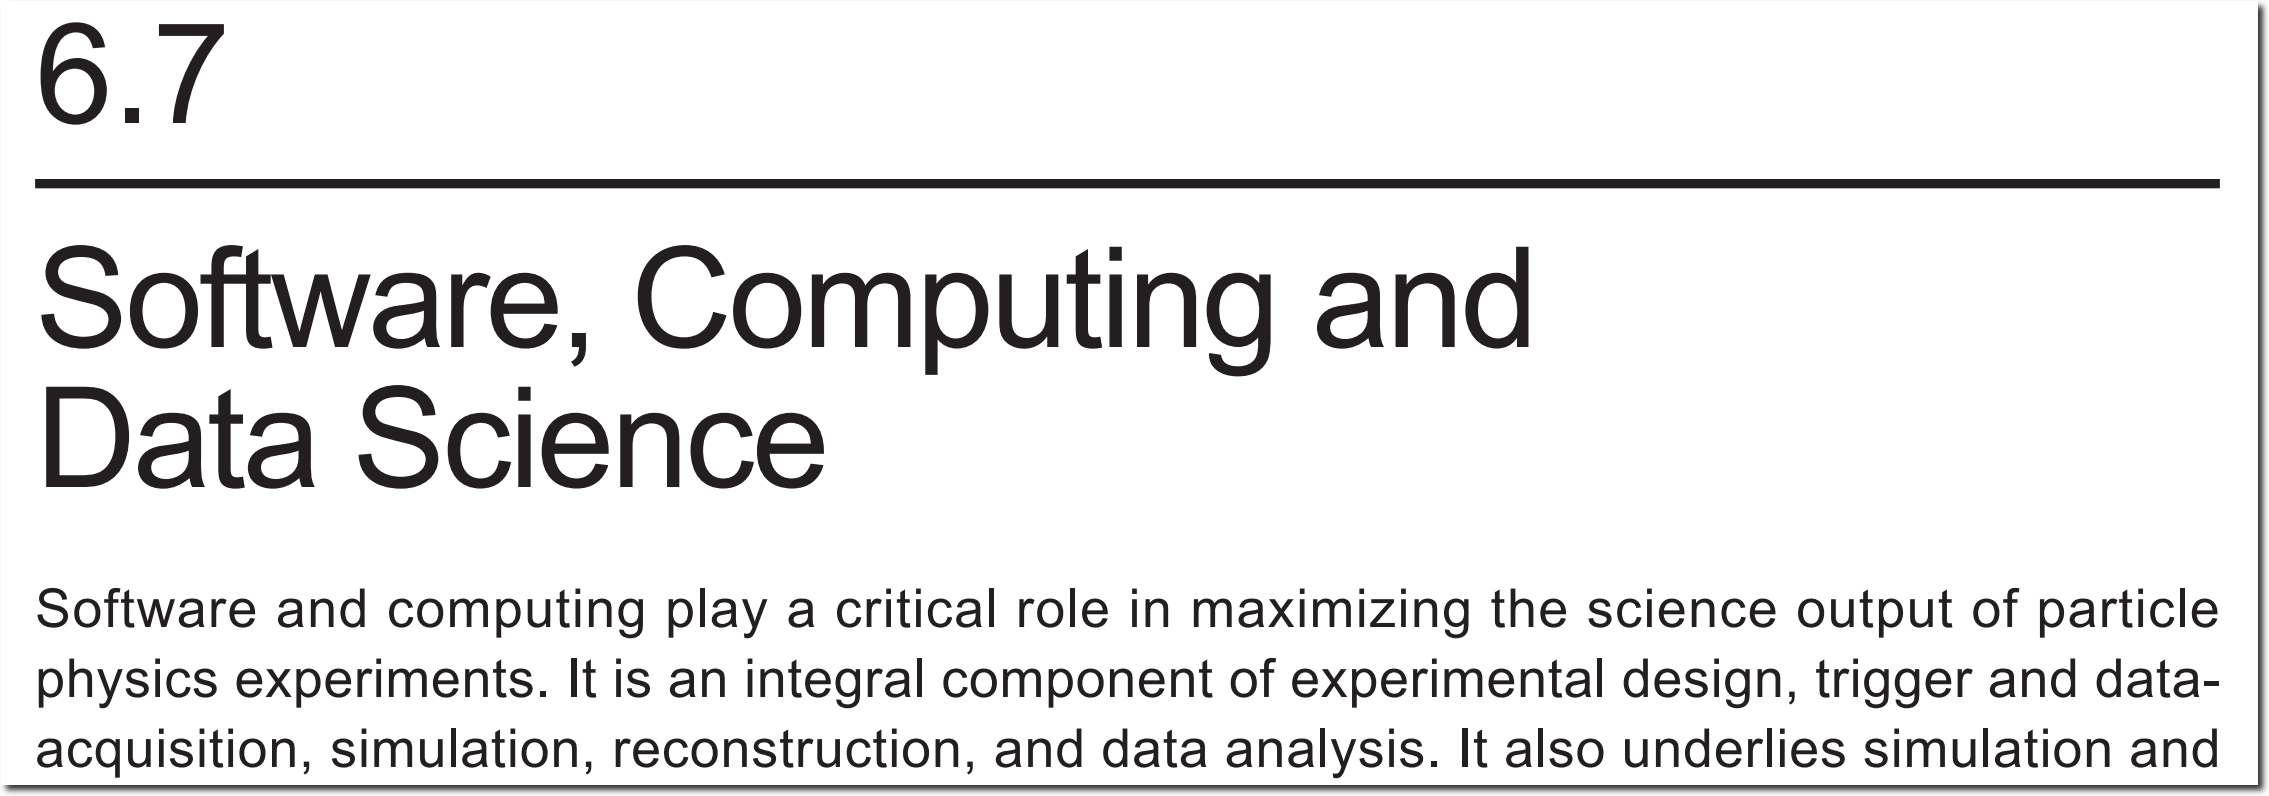 6.7
Software, Computing and
Data Science
Software and computing play a critical role in maximizing the science output of particle
physics experiments. It is an integral component of experimental design, trigger and data-
acquisition, simulation, reconstruction, and data analysis. It also underlies simulation and